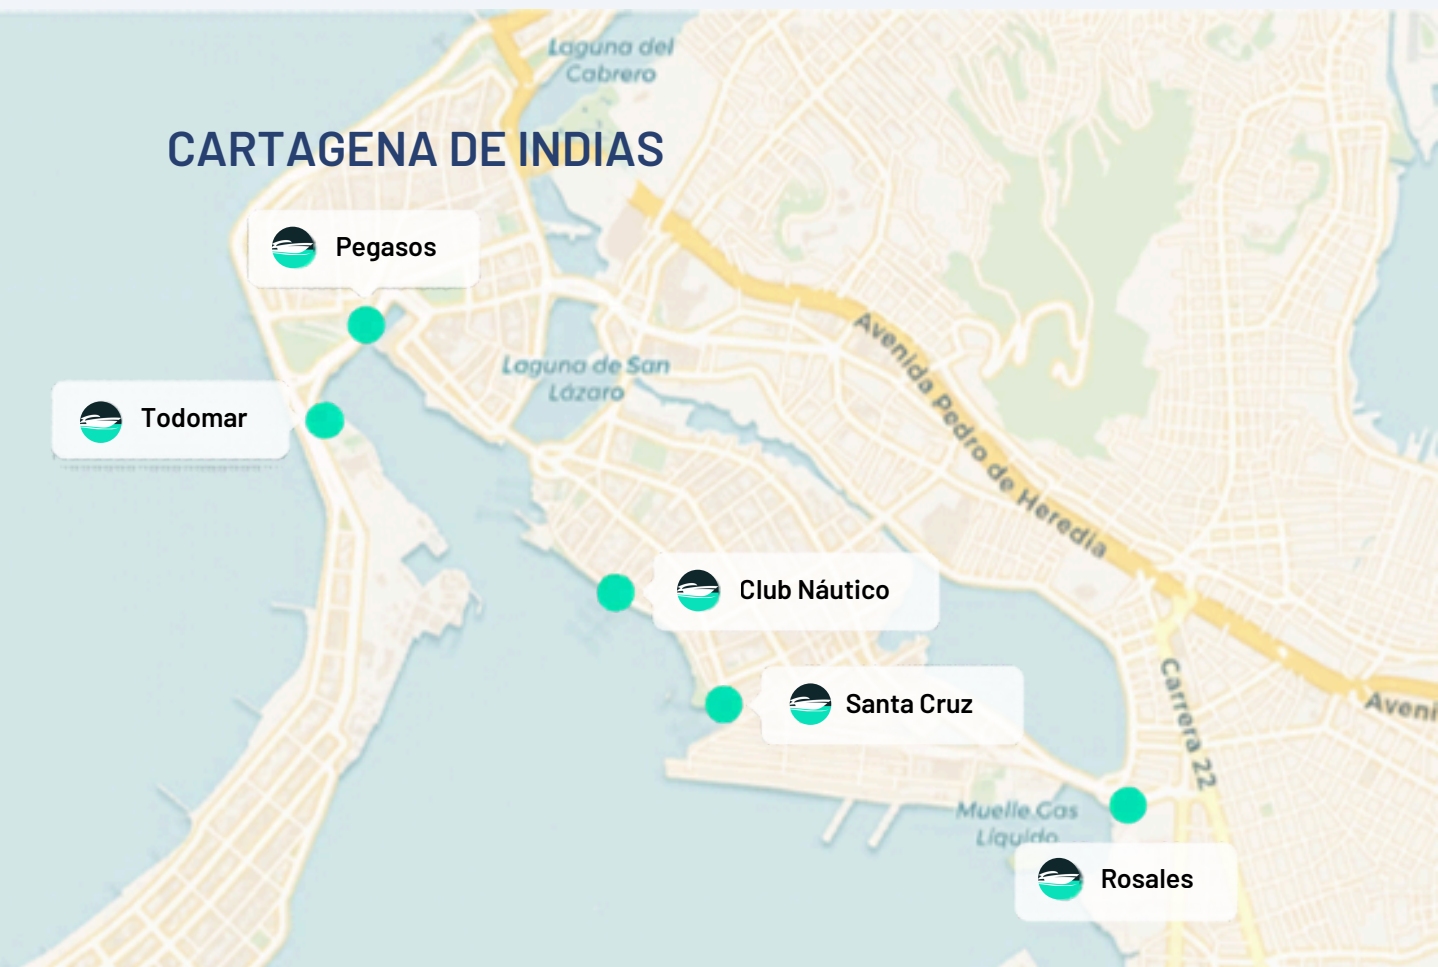 Laguna del
Cabrero
CARTAGENA DE INDIAS
Pegasos
Avenida Pedro de Heredia
Laguna de San
Lázaro
Todomar
Club Náutico
Santa Cruz
Carrera 22
Aveni
Muelle Gas
Líquido
Rosales